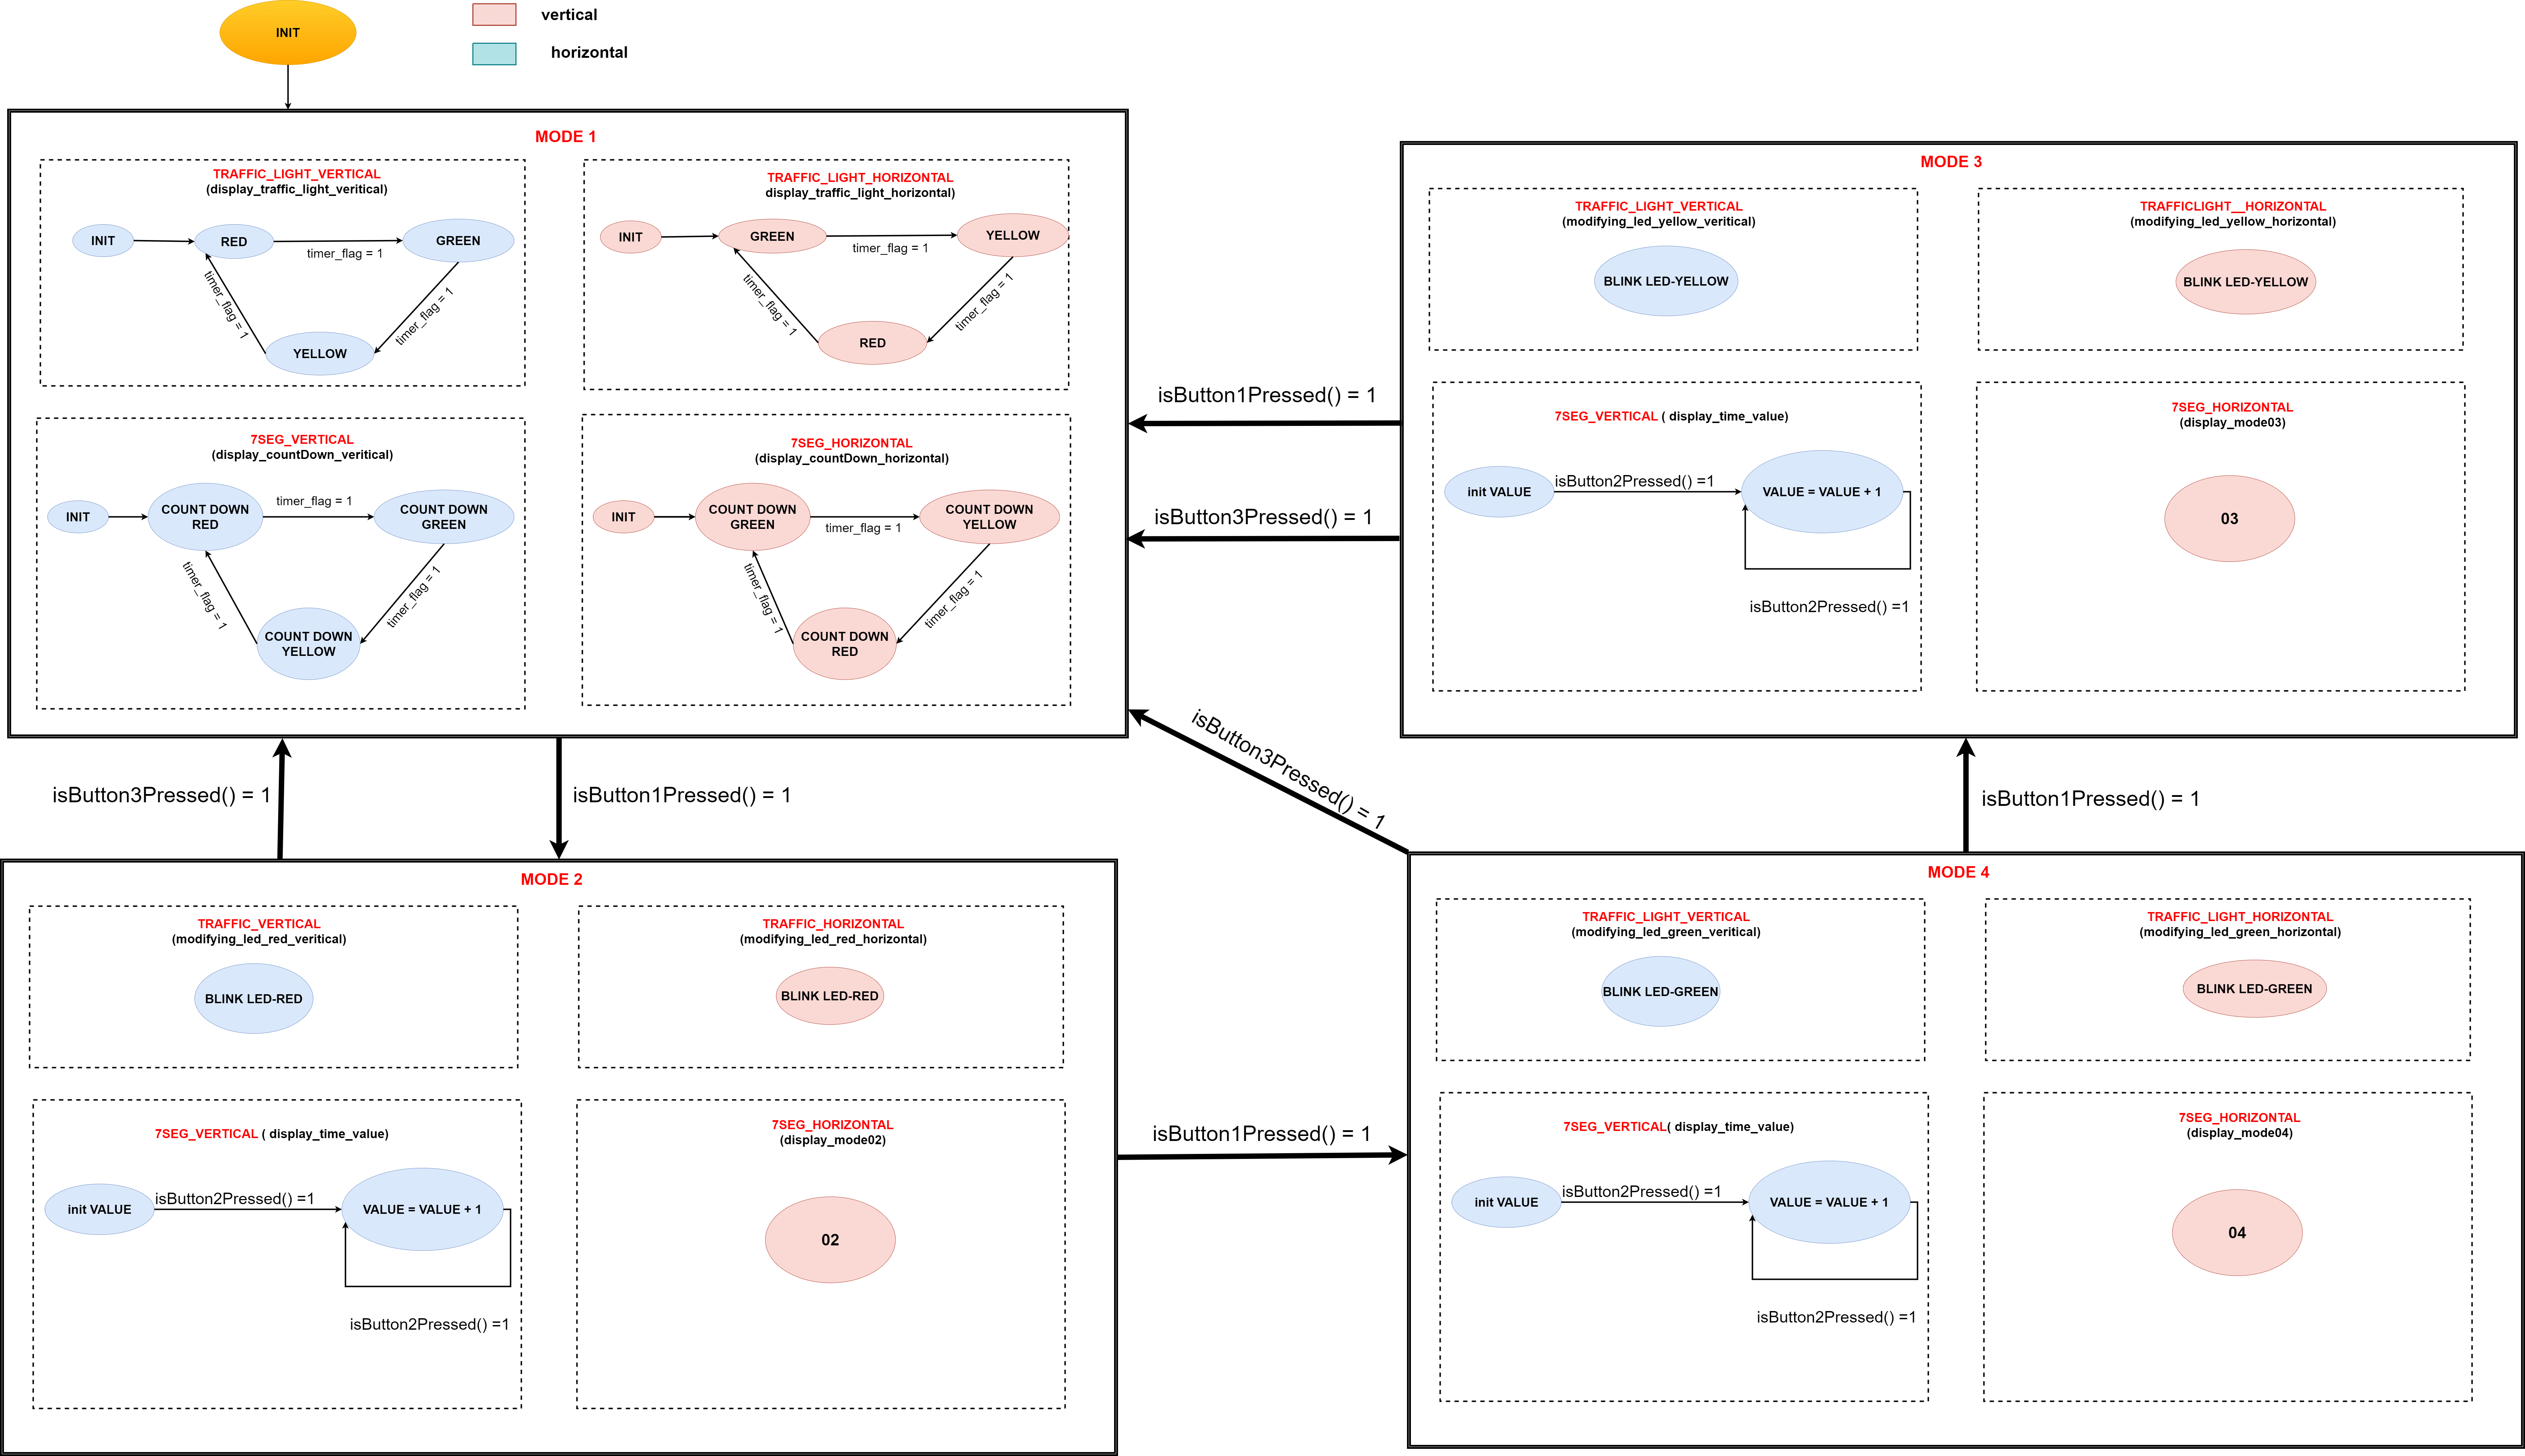 INIT
vertical
horizontal
MODE 1
TRAFFIC_LIGHT_VERTICAL
(display_traffic_light_veritical)
INIT
RED
timer_flag = 1
GREEN
timer_flag = 1
timer_flag = 1
YELLOW
TRAFFIC_LIGHT_HORIZONTAL
display_traffic_light_horizontal)
INIT
GREEN
timer_flag = 1
YELLOW
timer_flag = 1
timer_flag = 1
RED
7SEG_VERTICAL
(display_countDown_veritical)
INIT
COUNT DOWN
RED
timer_flag = 1
COUNT DOWN
GREEN
timer_flag = 1
timer_flag = 1
COUNT DOWN
YELLOW
7SEG_HORIZONTAL
(display_countDown_horizontal)
INIT
COUNT DOWN
GREEN
timer_flag = 1
COUNT DOWN
YELLOW
timer_flag = 1
timer_flag = 1
COUNT DOWN
RED
isButton1Pressed() = 1
isButton3Pressed() = 1
MODE 3
TRAFFIC_LIGHT_VERTICAL
(modifying_led_yellow_veritical)
BLINK LED-YELLOW
TRAFFICLIGHT__HORIZONTAL
(modifying_led_yellow_horizontal)
BLINK LED-YELLOW
7SEG_VERTICAL ( display_time_value)
init VALUE
isButton2Pressed() =1
VALUE = VALUE + 1
isButton2Pressed() =1
7SEG_HORIZONTAL
(display_mode03)
03
isButton3Pressed() = 1
isButton1Pressed() = 1
isButton3Pressed() = 1
isButton1Pressed() = 1
MODE 2
TRAFFIC_VERTICAL
(modifying_led_red_veritical)
BLINK LED-RED
TRAFFIC_HORIZONTAL
(modifying_led_red_horizontal)
BLINK LED-RED
7SEG_VERTICAL ( display_time_value)
init VALUE
isButton2Pressed() =1
VALUE = VALUE + 1
isButton2Pressed() =1
7SEG_HORIZONTAL
(display_mode02)
02
isButton1Pressed() = 1
MODE 4
TRAFFIC_LIGHT_VERTICAL
(modifying_led_green_veritical)
BLINK LED-GREEN
TRAFFIC_LIGHT_HORIZONTAL
(modifying_led_green_horizontal)
BLINK LED-GREEN
7SEG_VERTICAL( display_time_value)
init VALUE
isButton2Pressed() =1
VALUE = VALUE + 1
isButton2Pressed() =1
7SEG_HORIZONTAL
(display_mode04)
04